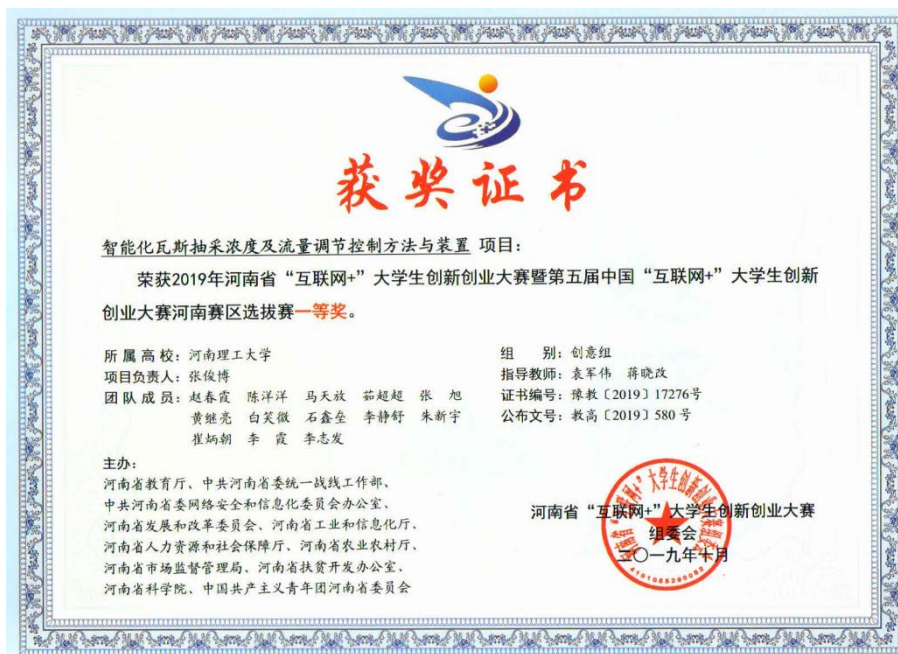 获奖证书
智能化瓦斯抽采浓度及流量调节控制方法与装置 项目：
荣获2019年河南省“互联网+”大学生创新创业大赛暨第五届中国“互联网+”大学生创新
创业大赛河南赛区选拔赛一等奖。
所属高校：河南理工大学
项目负责人：张俊博
团队成员：赵春霞 陈洋洋 马天放 茹超超 张旭
黄继亮 白笑微 石鑫垒 李静舒 朱新宇
崔炳朝 李霞 李志发
组 别：创意组
指导教师：袁军伟 蒋晓改
证书编号：豫教〔2019〕17276号
公布文号：教高〔2019〕580号
主办：
河南省教育厅、中共河南省委统一战线工作部、
中共河南省委网络安全和信息化委员会办公室、
河南省发展和改革委员会、河南省工业和信息化厅、
河南省人力资源和社会保障厅、河南省农业农村厅、
河南省市场监督管理局、河南省扶贫开发办公室、
河南省科学院、中国共产主义青年团河南省委员会
河南省“互联网+”大学生创新创业大赛
组委会
二〇一九年十月